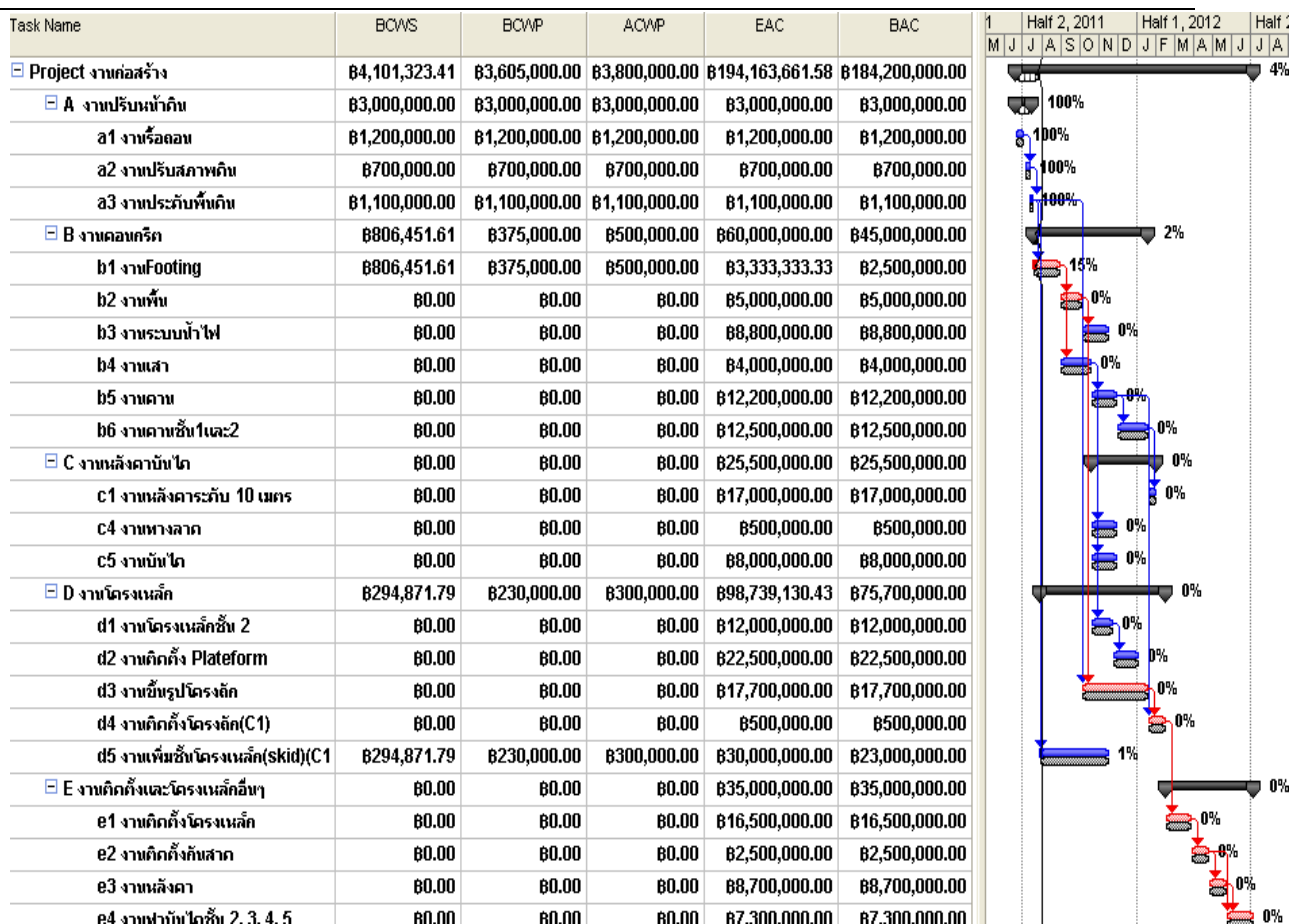 Task Name BCWS BCWP ACWP EAC BAC 1 Half 2, 2011 Half 1, 2012 Half 2
M J J A S O N D J F M A M J J A
Project งานก่อสร้าง ฿4,101,323.41 ฿3,605,000.00 ฿3,800,000.00 ฿194,163,661.58 ฿184,200,000.00 4%
A งานปรับหน้าดิน ฿3,000,000.00 ฿3,000,000.00 ฿3,000,000.00 ฿3,000,000.00 ฿3,000,000.00 100%
a1 งานรื้อถอน ฿1,200,000.00 ฿1,200,000.00 ฿1,200,000.00 ฿1,200,000.00 ฿1,200,000.00 100%
a2 งานปรับสภาพดิน ฿700,000.00 ฿700,000.00 ฿700,000.00 ฿700,000.00 ฿700,000.00 100%
a3 งานประดับพื้นดิน ฿1,100,000.00 ฿1,100,000.00 ฿1,100,000.00 ฿1,100,000.00 ฿1,100,000.00 100%
B งานคอนกรีต ฿806,451.61 ฿375,000.00 ฿500,000.00 ฿60,000,000.00 ฿45,000,000.00 2%
b1 งานFooting ฿806,451.61 ฿375,000.00 ฿500,000.00 ฿3,333,333.33 ฿2,500,000.00 15%
b2 งานพื้น ฿0.00 ฿0.00 ฿0.00 ฿5,000,000.00 ฿5,000,000.00 0%
b3 งานระบบน้ำไฟ ฿0.00 ฿0.00 ฿0.00 ฿8,800,000.00 ฿8,800,000.00 0%
b4 งานเสา ฿0.00 ฿0.00 ฿0.00 ฿4,000,000.00 ฿4,000,000.00 0%
b5 งานคาน ฿0.00 ฿0.00 ฿0.00 ฿12,200,000.00 ฿12,200,000.00 0%
b6 งานคานชั้น1และ2 ฿0.00 ฿0.00 ฿0.00 ฿12,500,000.00 ฿12,500,000.00 0%
C งานหลังคาบันได ฿0.00 ฿0.00 ฿0.00 ฿25,500,000.00 ฿25,500,000.00 0%
c1 งานหลังคาระดับ 10 เมตร ฿0.00 ฿0.00 ฿0.00 ฿17,000,000.00 ฿17,000,000.00 0%
c4 งานทางลาด ฿0.00 ฿0.00 ฿0.00 ฿500,000.00 ฿500,000.00 0%
c5 งานบันได ฿0.00 ฿0.00 ฿0.00 ฿8,000,000.00 ฿8,000,000.00 0%
D งานโครงเหล็ก ฿294,871.79 ฿230,000.00 ฿300,000.00 ฿98,739,130.43 ฿75,700,000.00 0%
d1 งานโครงเหล็กชั้น 2 ฿0.00 ฿0.00 ฿0.00 ฿12,000,000.00 ฿12,000,000.00 0%
d2 งานติดตั้ง Plateform ฿0.00 ฿0.00 ฿0.00 ฿22,500,000.00 ฿22,500,000.00 0%
d3 งานขึ้นรูปโครงถัก ฿0.00 ฿0.00 ฿0.00 ฿17,700,000.00 ฿17,700,000.00 0%
d4 งานติดตั้งโครงถัก(C1) ฿0.00 ฿0.00 ฿0.00 ฿500,000.00 ฿500,000.00 0%
d5 งานเพิ่มชั้นโครงเหล็ก(skid)(C1 ฿294,871.79 ฿230,000.00 ฿300,000.00 ฿30,000,000.00 ฿23,000,000.00 1%
E งานติดตั้งและโครงเหล็กอื่นๆ ฿0.00 ฿0.00 ฿0.00 ฿35,000,000.00 ฿35,000,000.00 0%
e1 งานติดตั้งโครงเหล็ก ฿0.00 ฿0.00 ฿0.00 ฿16,500,000.00 ฿16,500,000.00 0%
e2 งานติดตั้งกันสาด ฿0.00 ฿0.00 ฿0.00 ฿2,500,000.00 ฿2,500,000.00 0%
e3 งานหลังคา ฿0.00 ฿0.00 ฿0.00 ฿8,700,000.00 ฿8,700,000.00 0%
e4 งานฝาบันไดชั้น 2, 3, 4, 5 ฿0.00 ฿0.00 ฿0.00 ฿7,300,000.00 ฿7,300,000.00 0%